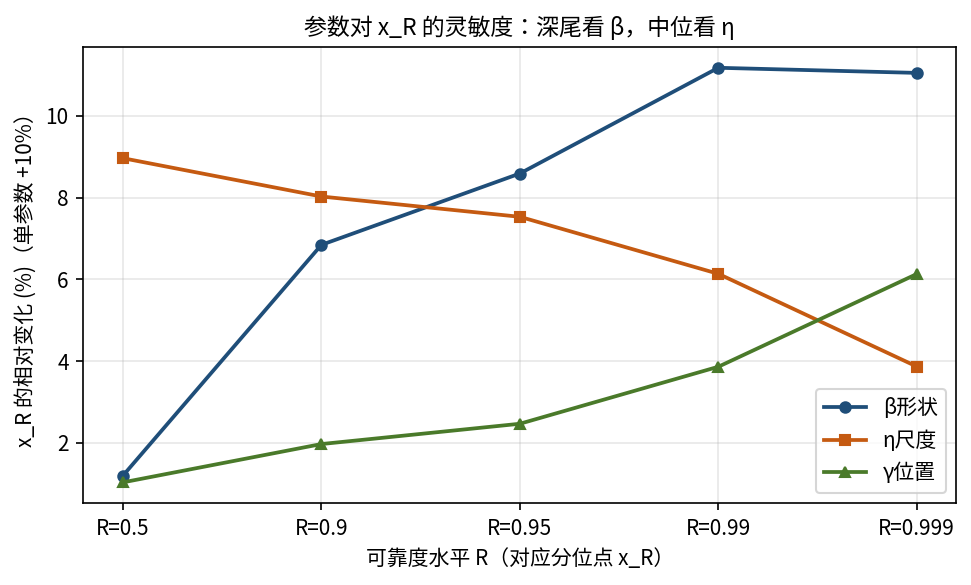 参数对 x_R 的灵敏度：深尾看 β，中位看 η
x_R 的相对变化 (%)（单参数 +10%）
10
8
6
4
2
β形状
η尺度
γ位置
R=0.5
R=0.9
R=0.95
R=0.99
R=0.999
可靠度水平 R（对应分位点 x_R）